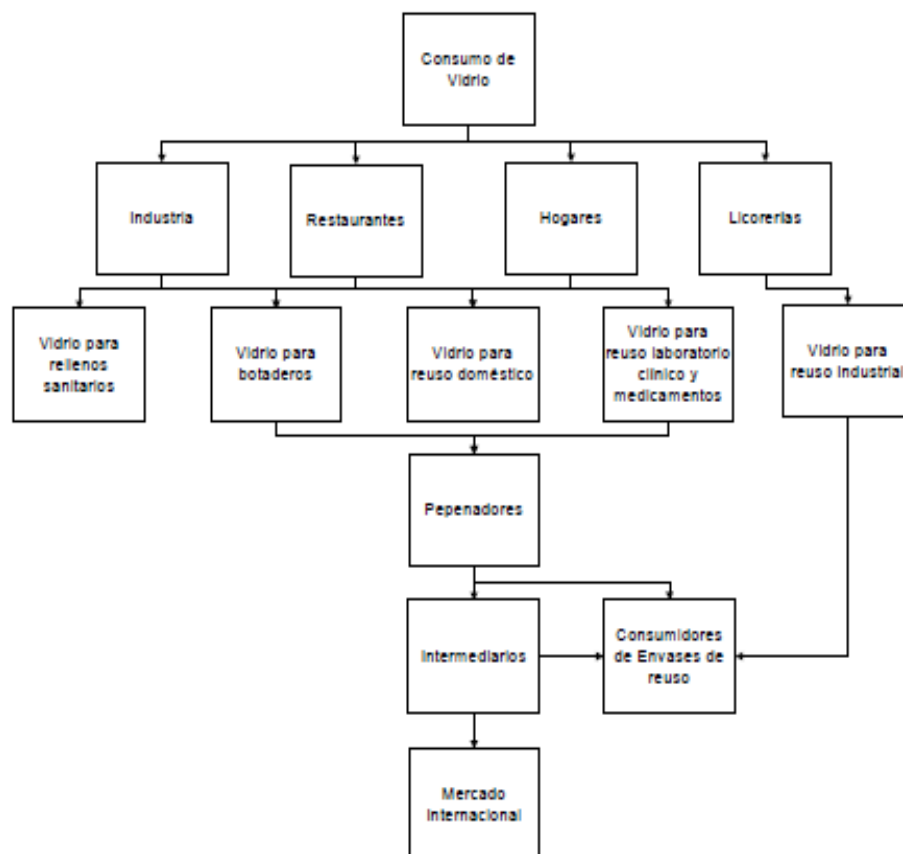 Consumo de
Vidrio
Industria
Restaurantes
Hogares
Licorerías
Vidrio para
rellenos
sanitarios
Vidrio para
botaderos
Vidrio para
reuso doméstico
Vidrio para
reuso laboratorio
clínico y
medicamentos
Vidrio para
reuso industrial
Pepenadores
Intermediarios
Consumidores
de Envases de
reuso
Mercado
Internacional